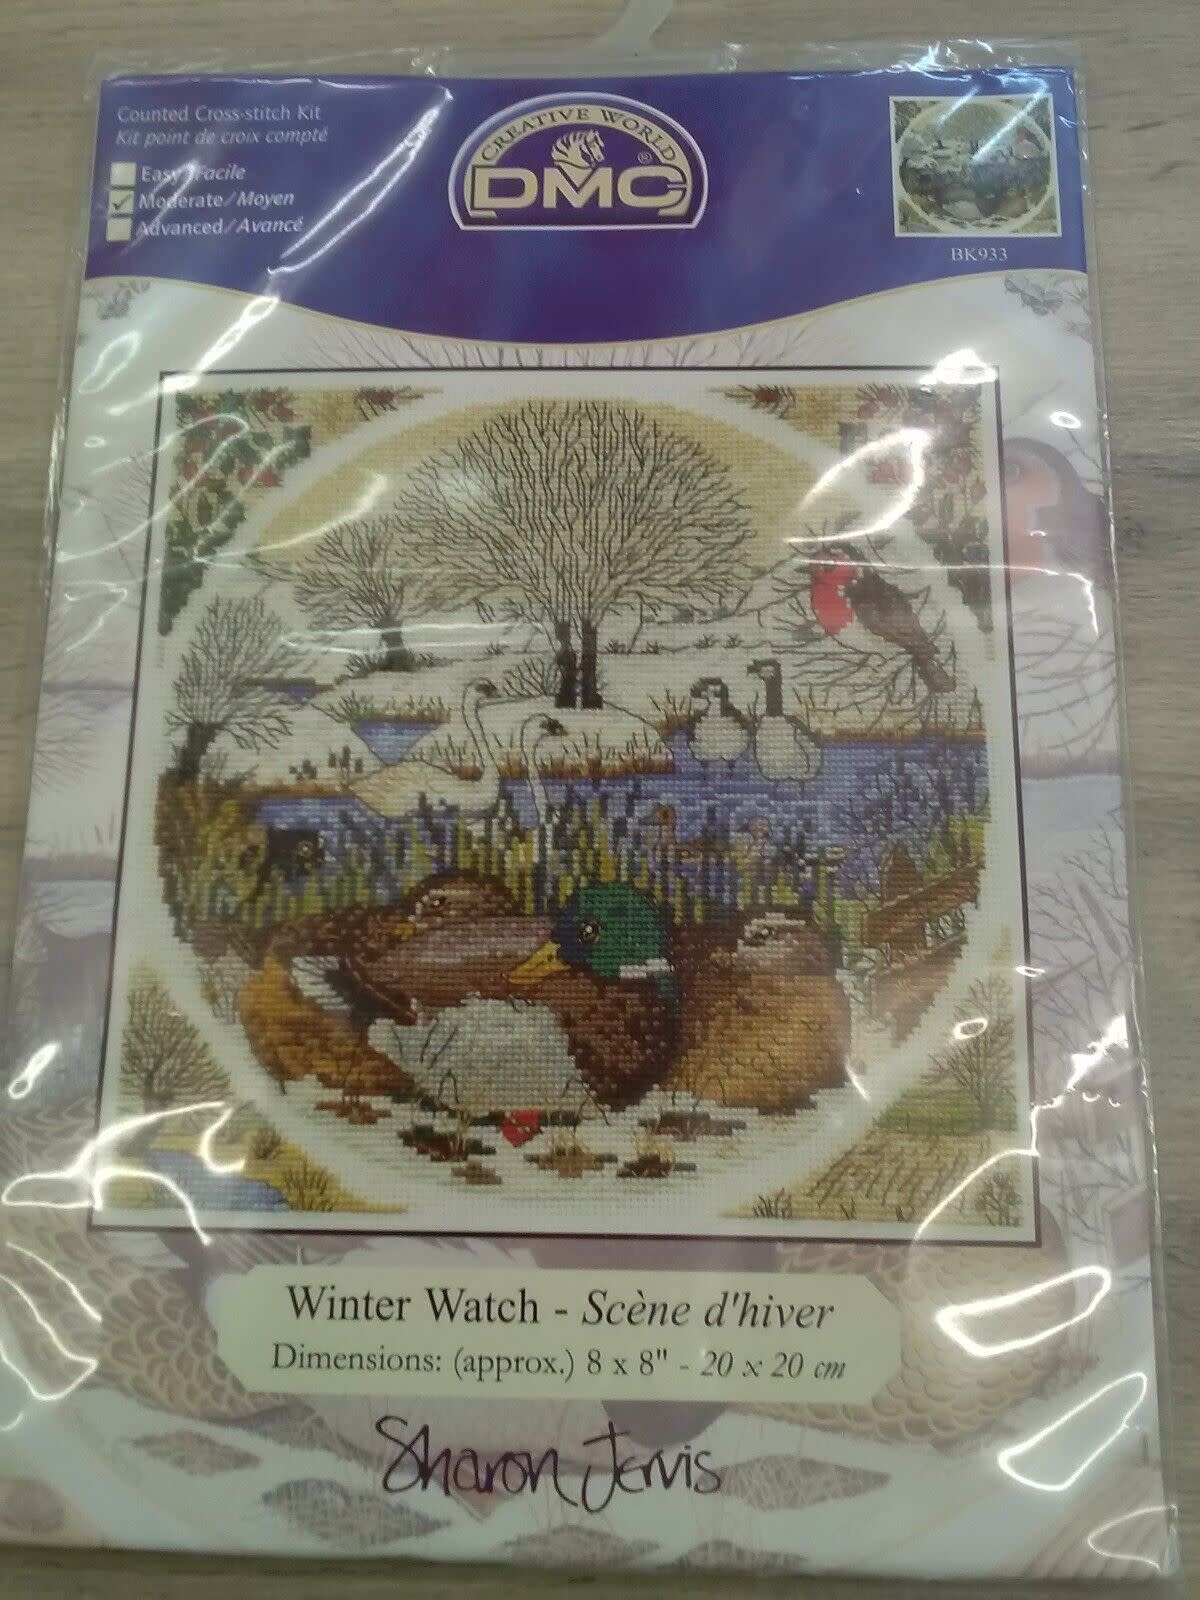 Counted Cross-stitch Kit
Kit point de croix compté
Easy/Facile
Moderate/Moyen
Advanced/Avancé
CREATIVE WORLD
DMC®
BK933
Winter Watch - Scène d'hiver
Dimensions: (approx.) 8 x 8" - 20 x 20 cm
Sharon Jervis